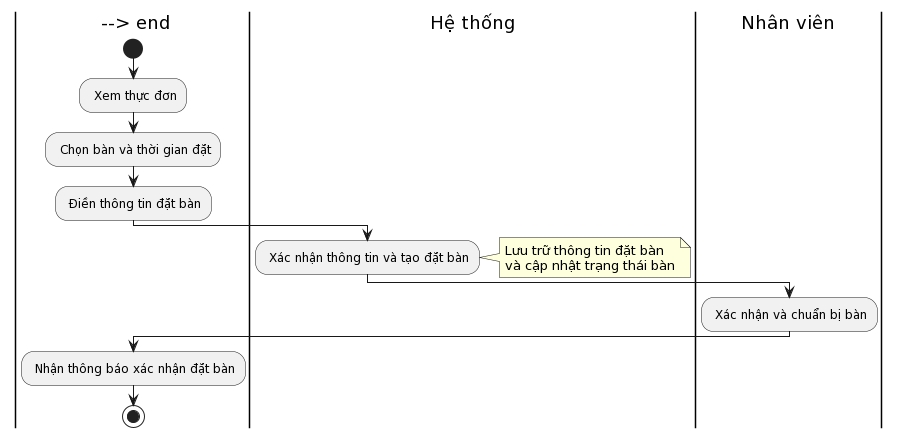 --> end
Hệ thống
Nhân viên
Xem thực đơn
Chọn bàn và thời gian đặt
Điền thông tin đặt bàn
Xác nhận thông tin và tạo đặt bàn
Lưu trữ thông tin đặt bàn
và cập nhật trạng thái bàn
Xác nhận và chuẩn bị bàn
Nhận thông báo xác nhận đặt bàn